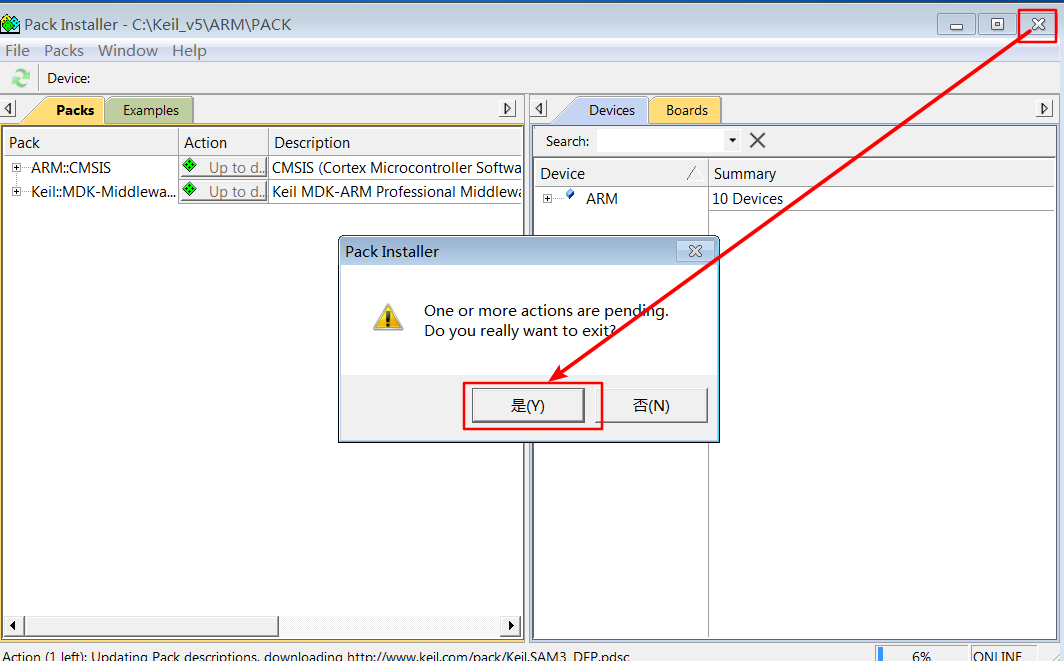 Pack Installer - C:\Keil_v5\ARM\PACK
File Packs Window Help
Device:
Packs Examples
Devices Boards
Search:
Pack Action Description
ARM::CMSIS Up to d.. CMSIS (Cortex Microcontroller Softwa
Keil::MDK-Middlewa... Up to d.. Keil MDK-ARM Professional Middlewa
Device Summary
ARM 10 Devices
Pack Installer
One or more actions are pending.
Do you really want to exit?
是(Y) 否(N)
Action (1 left): Updating Pack descriptions, downloading http://www.keil.com/pack/Keil.SAM3_DFP.pdsc
6% ONLINE